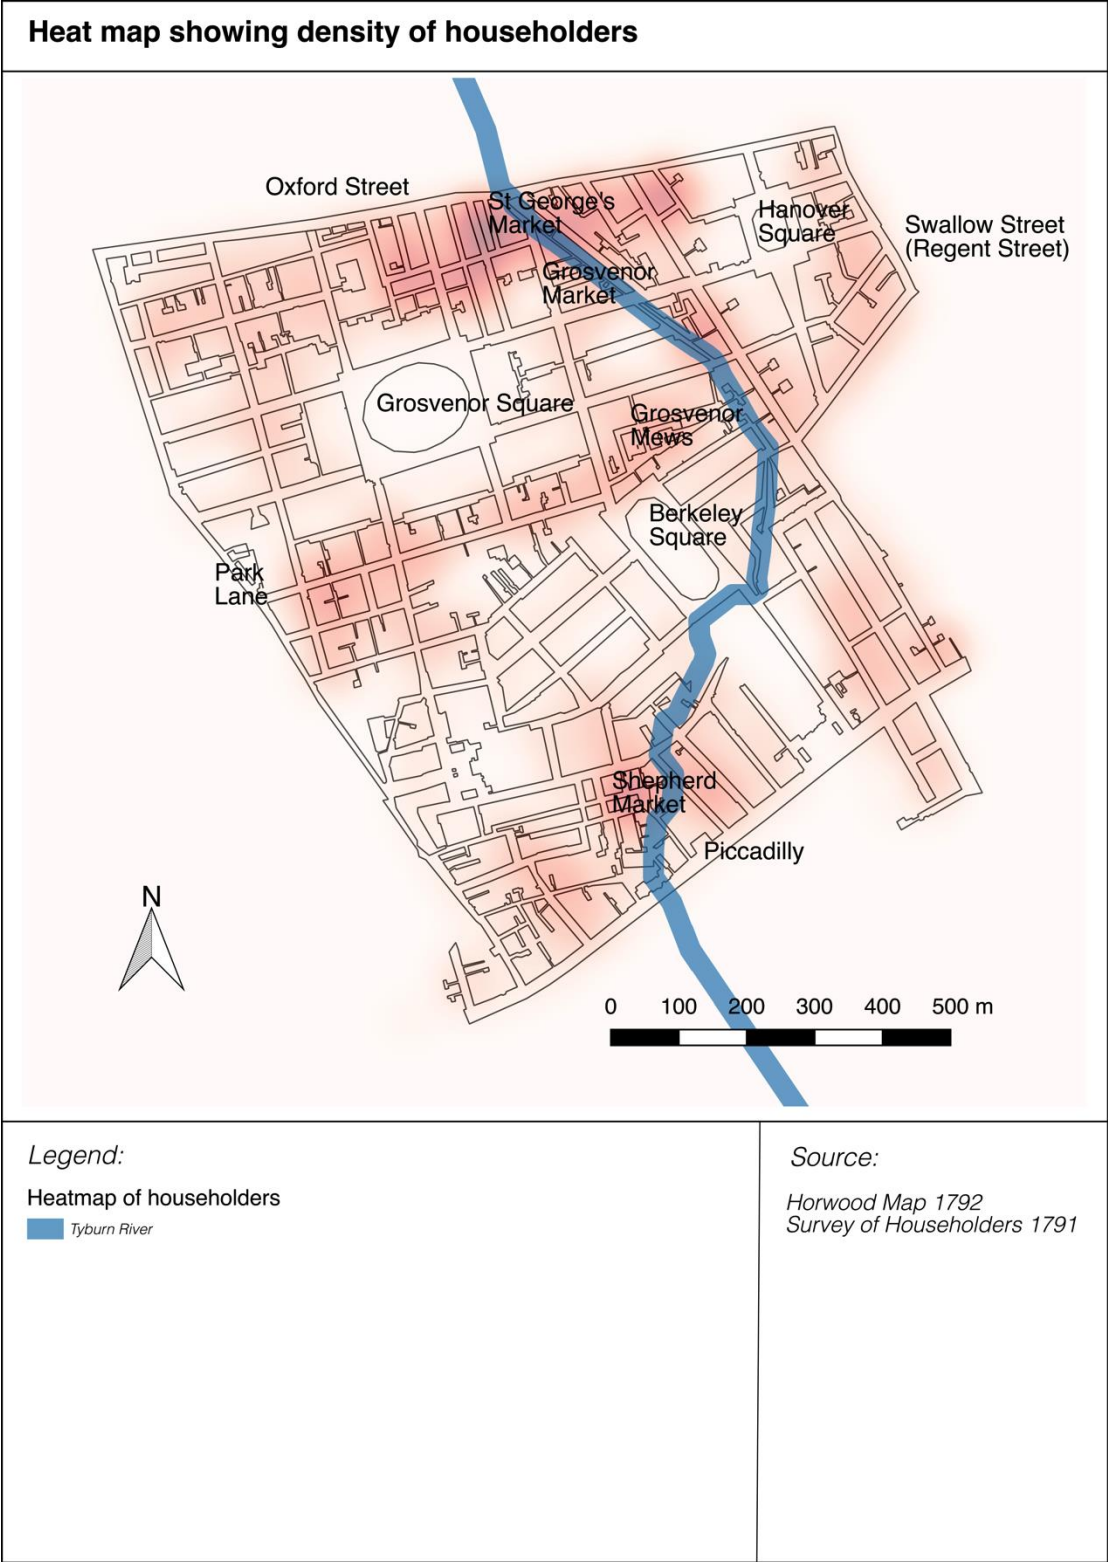 Heat map showing density of householders
Oxford Street
St George's
Market
Hanover
Square
Swallow Street
(Regent Street)
Grosvenor
Market
Grosvenor Square
Grosvenor
Mews
Berkeley
Square
Park
Lane
Shepherd
Market
Piccadilly
N
0 100 200 300 400 500 m
Legend:
Heatmap of householders
Tyburn River
Source:
Horwood Map 1792
Survey of Householders 1791